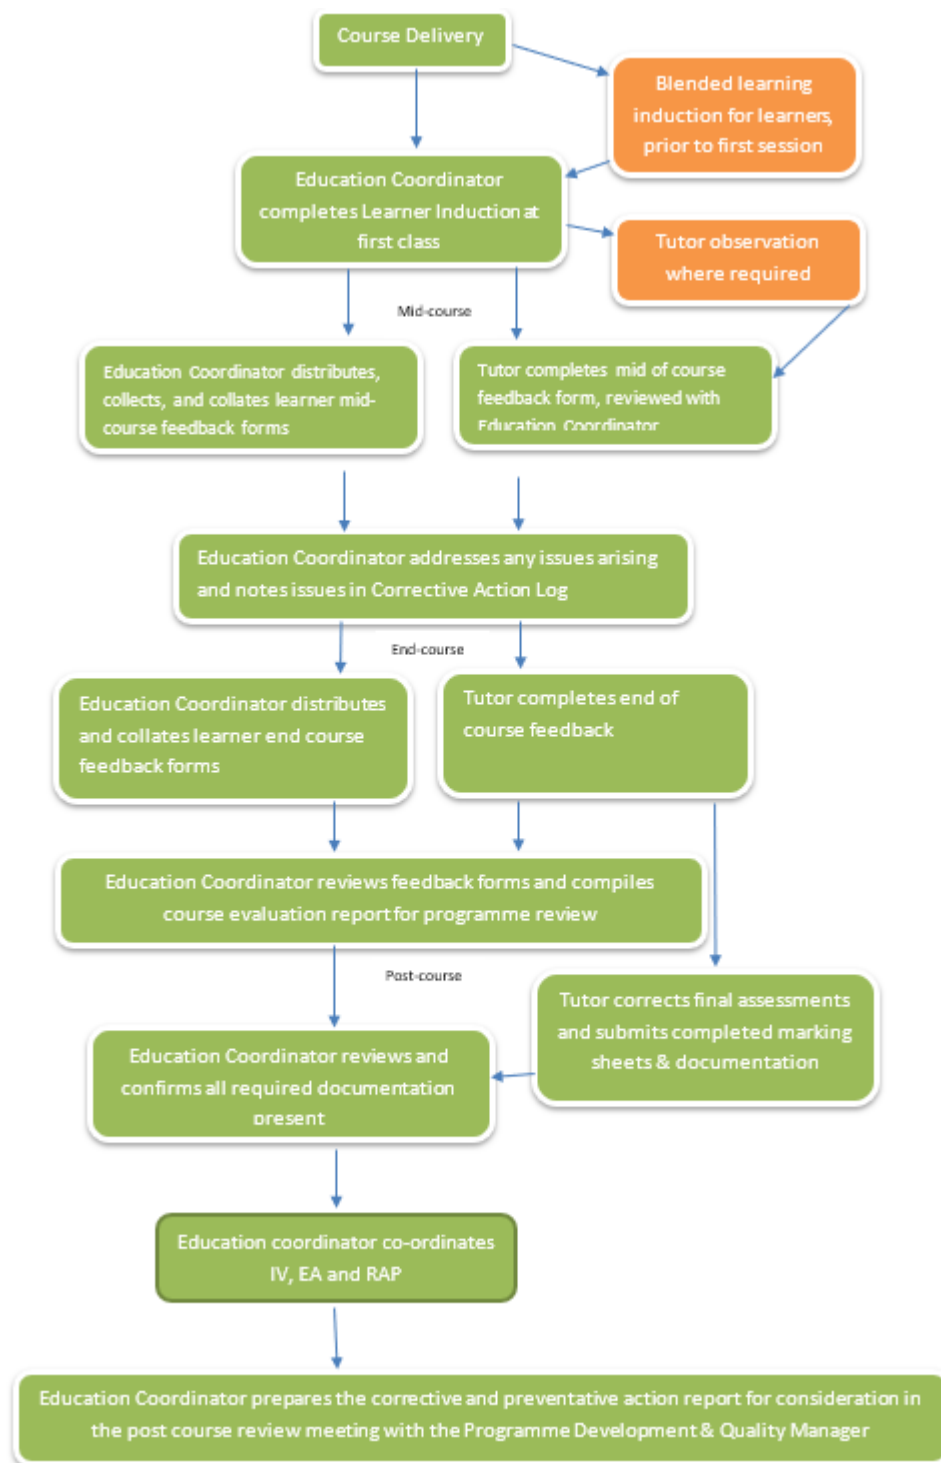 Course Delivery
Blended learning
induction for learners,
prior to first session
Education Coordinator
completes Learner Induction at
first class
Tutor observation
where required
Mid-course
Education Coordinator distributes,
collects, and collates learner mid-
course feedback forms
Tutor completes mid of course
feedback form, reviewed with
Education Coordinator
Education Coordinator addresses any issues arising
and notes issues in Corrective Action Log
End-course
Education Coordinator distributes
and collates learner end course
feedback forms
Tutor completes end of
course feedback
Education Coordinator reviews feedback forms and compiles
course evaluation report for programme review
Post-course
Tutor corrects final assessments
and submits completed marking
sheets & documentation
Education Coordinator reviews and
confirms all required documentation
present
Education coordinator co-ordinates
IV, EA and RAP
Education Coordinator prepares the corrective and preventative action report for consideration in
the post course review meeting with the Programme Development & Quality Manager